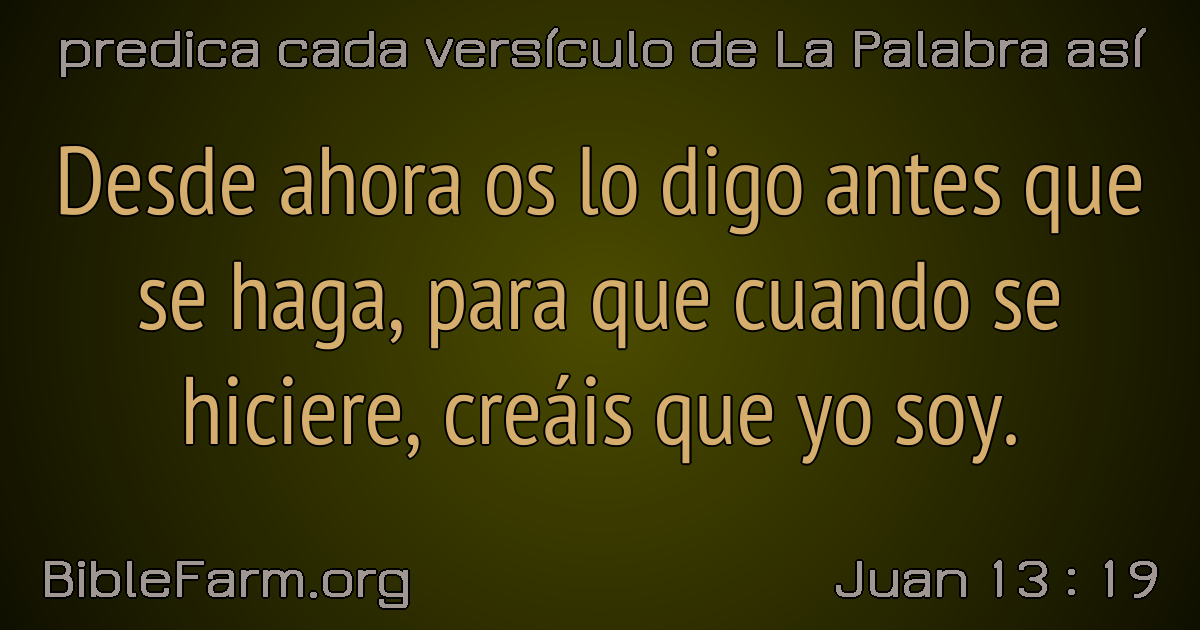 predica cada versículo de La Palabra así
Desde ahora os lo digo antes que
se haga, para que cuando se
hiciere, creáis que yo soy.
BibleFarm.org
Juan 13 : 19